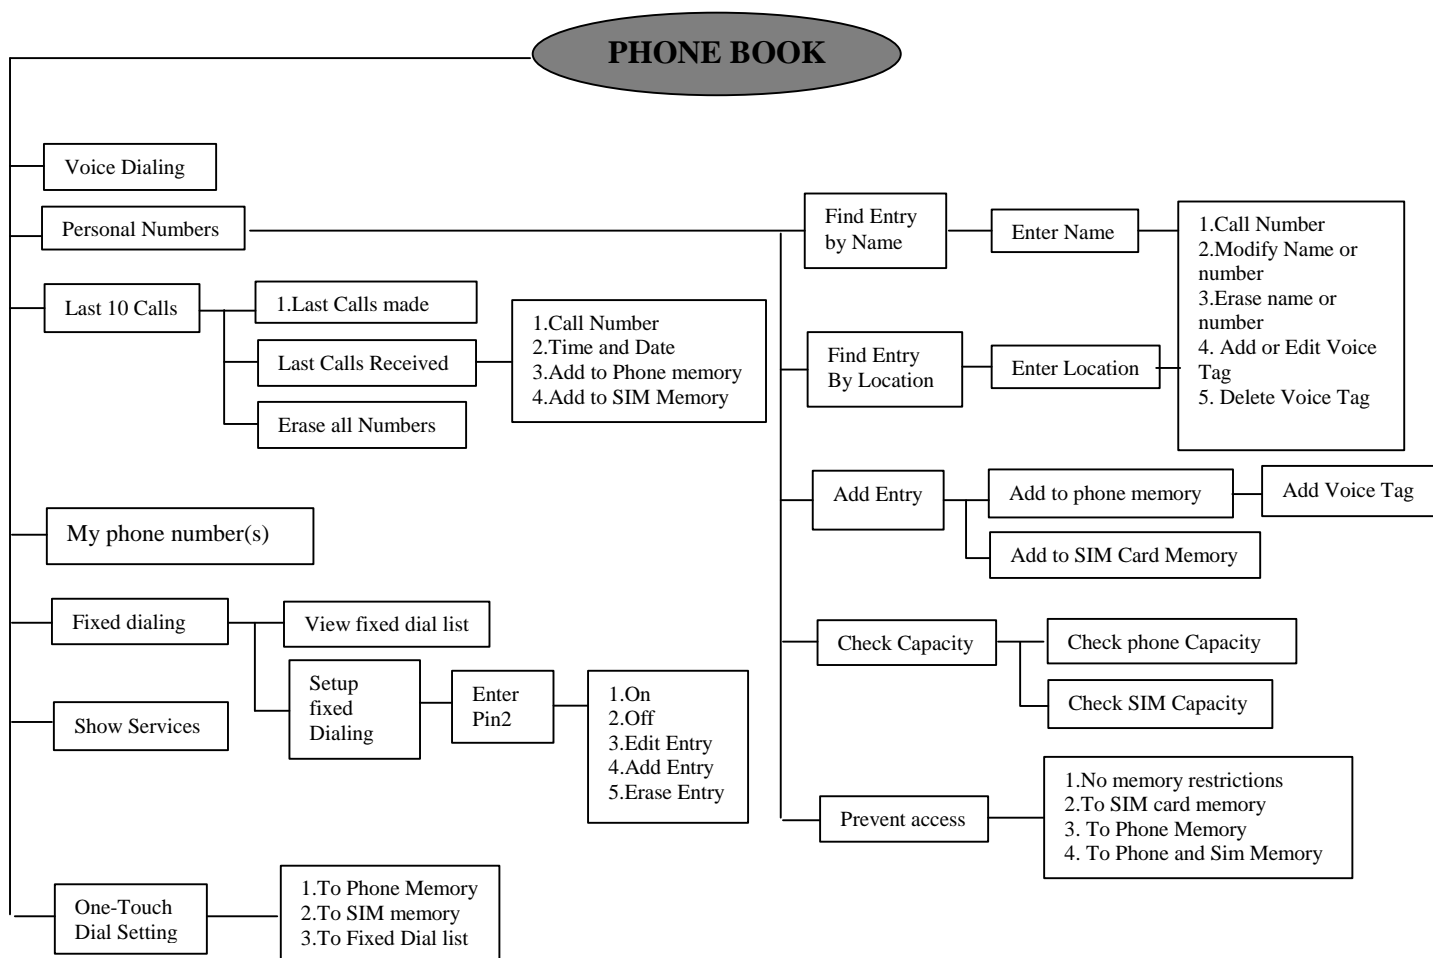 PHONE BOOK
Voice Dialing
Personal Numbers
Find Entry
by Name
Enter Name
1.Call Number
2.Modify Name or
number
3.Erase name or
number
4. Add or Edit Voice
Tag
5. Delete Voice Tag
Last 10 Calls
1.Last Calls made
Last Calls Received
Erase all Numbers
1.Call Number
2.Time and Date
3.Add to Phone memory
4.Add to SIM Memory
Find Entry
By Location
Enter Location
Add Entry
Add to phone memory
Add Voice Tag
Add to SIM Card Memory
My phone number(s)
Fixed dialing
View fixed dial list
Setup
fixed
Dialing
Enter
Pin2
1.On
2.Off
3.Edit Entry
4.Add Entry
5.Erase Entry
Check Capacity
Check phone Capacity
Check SIM Capacity
Show Services
Prevent access
1.No memory restrictions
2.To SIM card memory
3. To Phone Memory
4. To Phone and Sim Memory
One-Touch
Dial Setting
1.To Phone Memory
2.To SIM memory
3.To Fixed Dial list